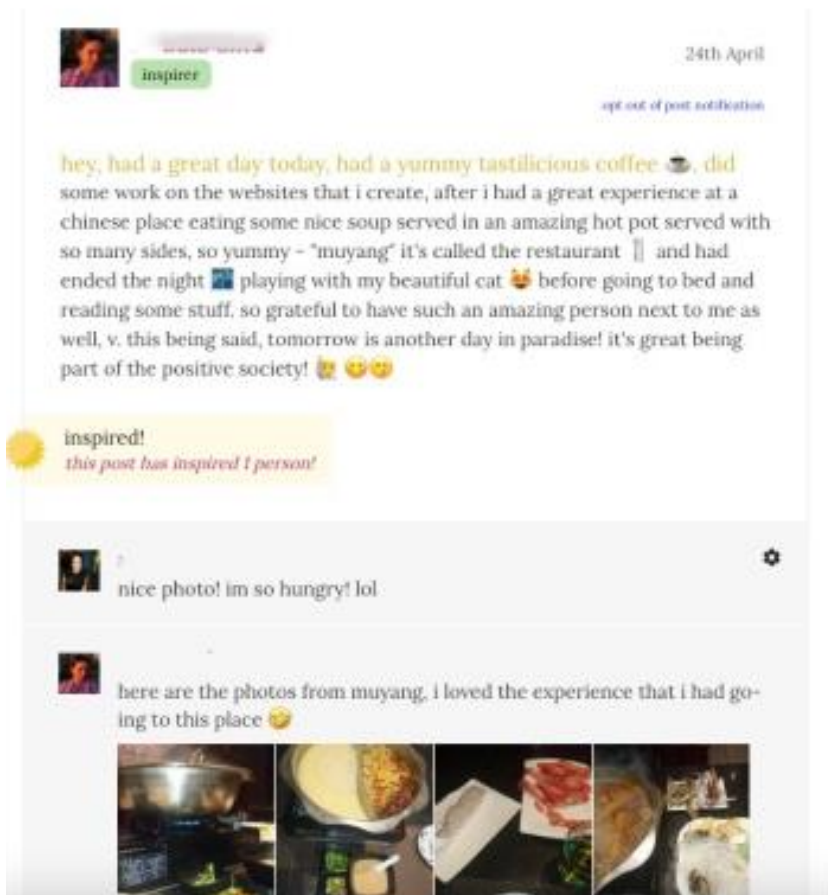 inspirer
24th April
opt out of post notification
hey, had a great day today, had a yummy tastilicious coffee ☕, did
some work on the websites that i create, after i had a great experience at a
chinese place eating some nice soup served in an amazing hot pot served with
so many sides, so yummy - "muyang" it's called the restaurant and had
ended the night 🌃 playing with my beautiful cat 😻 before going to bed and
reading some stuff. so grateful to have such an amazing person next to me as
well, v. this being said, tomorrow is another day in paradise! it's great being
part of the positive society! 🙋 😋😋
inspired!
this post has inspired 1 person!
nice photo! im so hungry! lol
here are the photos from muyang, i loved the experience that i had go-
ing to this place 🤣